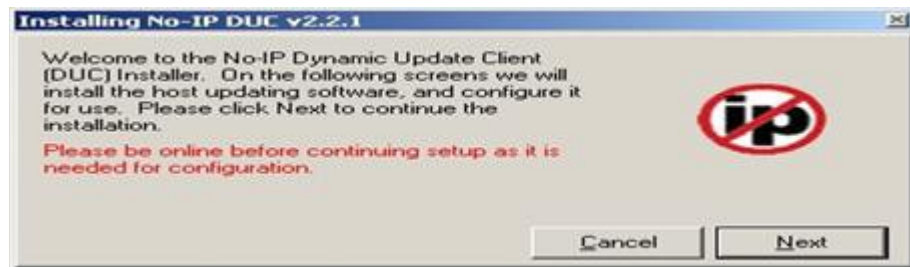 Installing No-IP DUC v2.2.1
Welcome to the No-IP Dynamic Update Client
(DUC) Installer. On the following screens we will
install the host updating software, and configure it
for use. Please click Next to continue the
installation.
Please be online before continuing setup as it is
needed for configuration.
ip
Cancel
Next